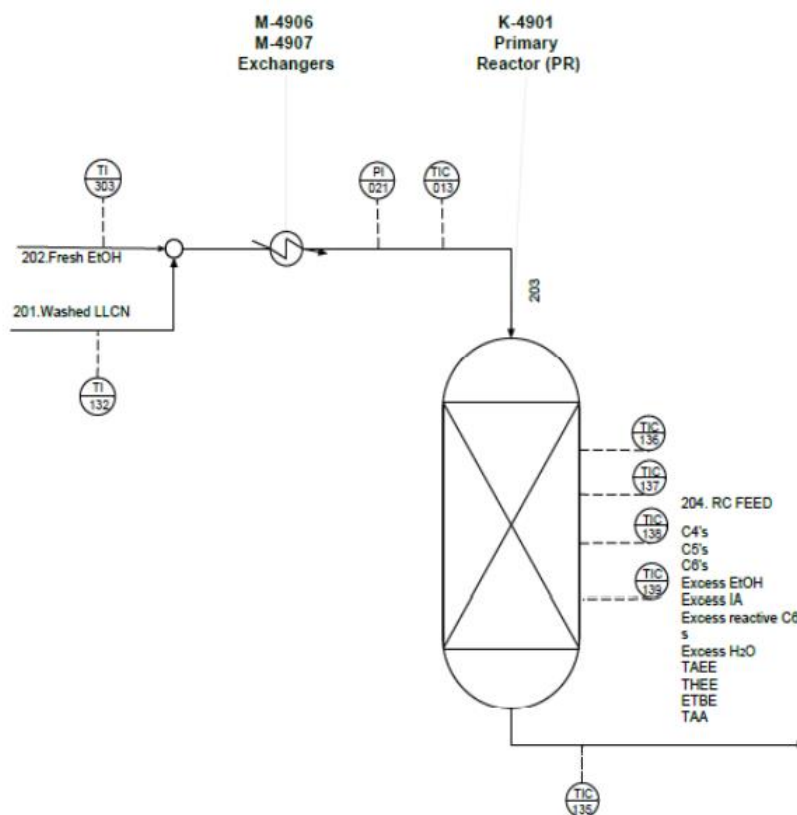 M-4906
M-4907
Exchangers
K-4901
Primary
Reactor (PR)
TI
303
PI
021
TIC
013
202.Fresh EtOH
201.Washed LLCN
203
TI
132
TIC
136
TIC
137
TIC
138
TIC
139
204. RC FEED
C4's
C5's
C6's
Excess EtOH
Excess IA
Excess reactive C6'
s
Excess H2O
TAEE
THEE
ETBE
TAA
TIC
135